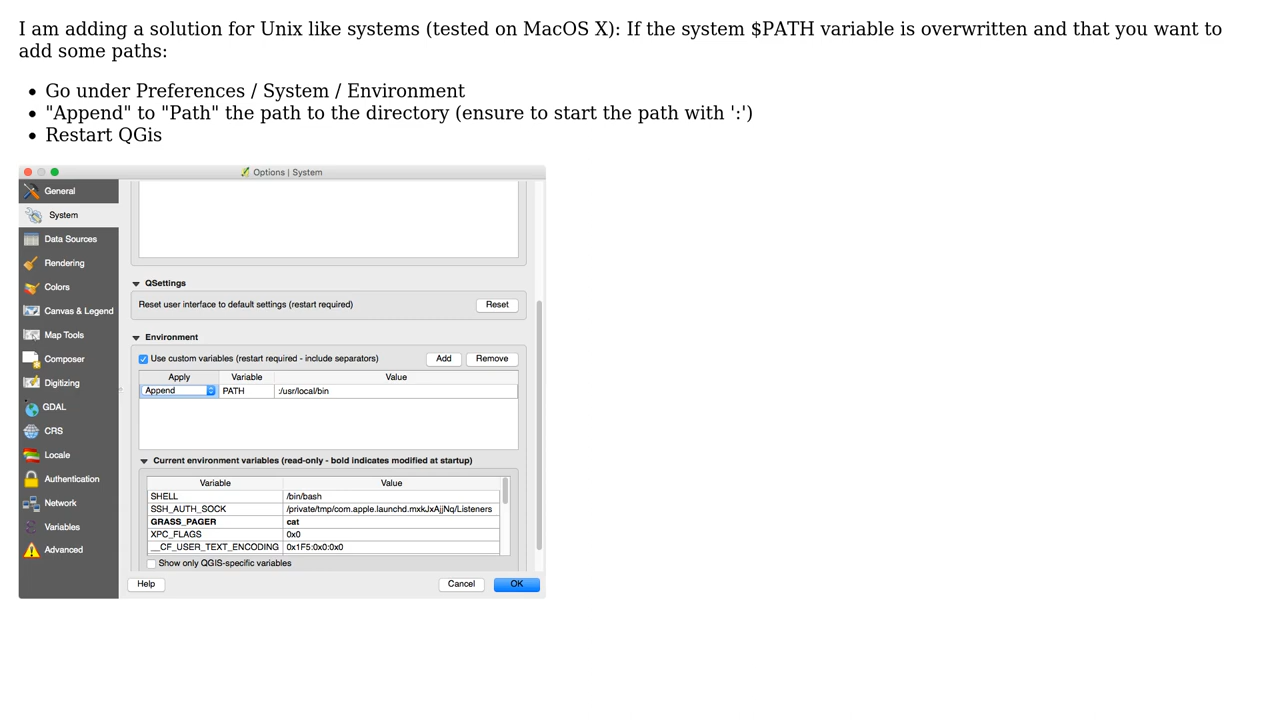 I am adding a solution for Unix like systems (tested on MacOS X): If the system $PATH variable is overwritten and that you want to
add some paths:
Go under Preferences / System / Environment
"Append" to "Path" the path to the directory (ensure to start the path with ':')
Restart QGis
Options | System
General
System
Data Sources
Rendering
Colors
Canvas & Legend
Map Tools
Composer
Digitizing
GDAL
CRS
Locale
Authentication
Network
Variables
Advanced
QSettings
Reset user interface to default settings (restart required) Reset
Environment
Use custom variables (restart required - include separators) Add Remove
Apply Variable Value
Append PATH :/usr/local/bin
Current environment variables (read-only - bold indicates modified at startup)
Variable Value
SHELL /bin/bash
SSH_AUTH_SOCK /private/tmp/com.apple.launchd.mxkJxAjjNq/Listeners
GRASS_PAGER cat
XPC_FLAGS 0x0
__CF_USER_TEXT_ENCODING 0x1F5:0x0:0x0
Show only QGIS-specific variables
Help Cancel OK